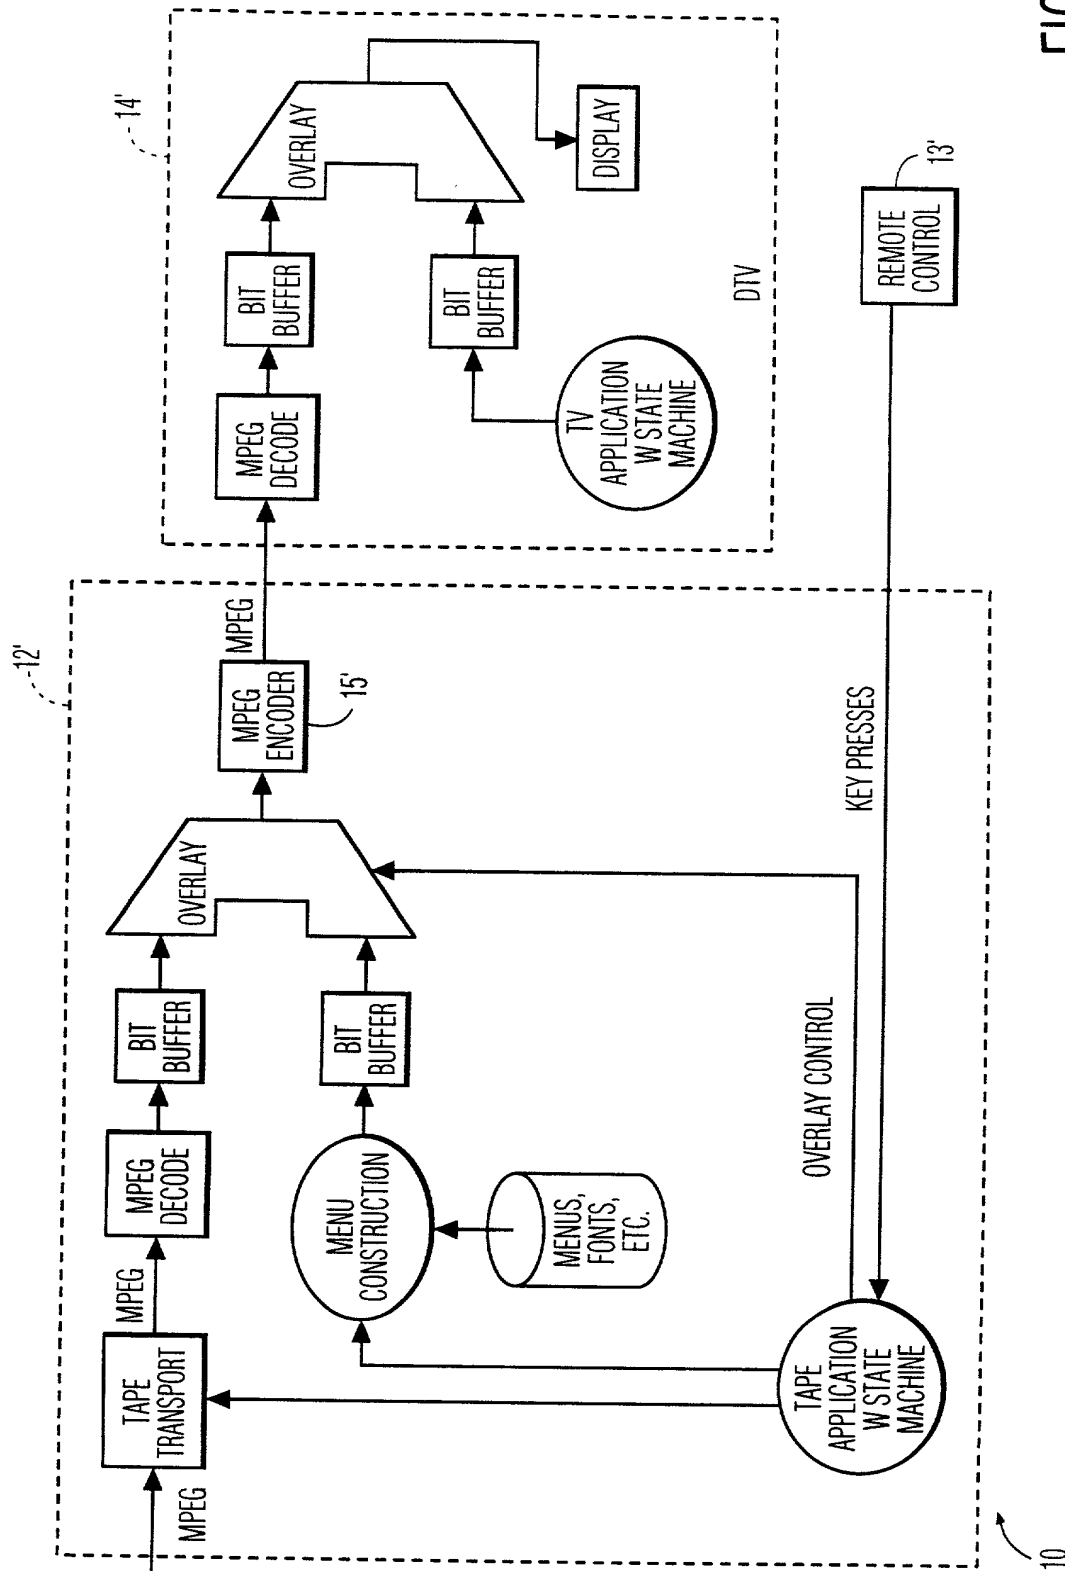 12'
14'
MPEG
TAPE
TRANSPORT
MPEG
MPEG
DECODE
BIT
BUFFER
OVERLAY
MPEG
ENCODER
15'
MPEG
MPEG
DECODE
BIT
BUFFER
OVERLAY
MENU
CONSTRUCTION
BIT
BUFFER
MENUS,
FONTS,
ETC.
TV
APPLICATION
W STATE
MACHINE
BIT
BUFFER
DISPLAY
DTV
OVERLAY CONTROL
KEY PRESSES
TAPE
APPLICATION
W STATE
MACHINE
REMOTE
CONTROL
13'
10